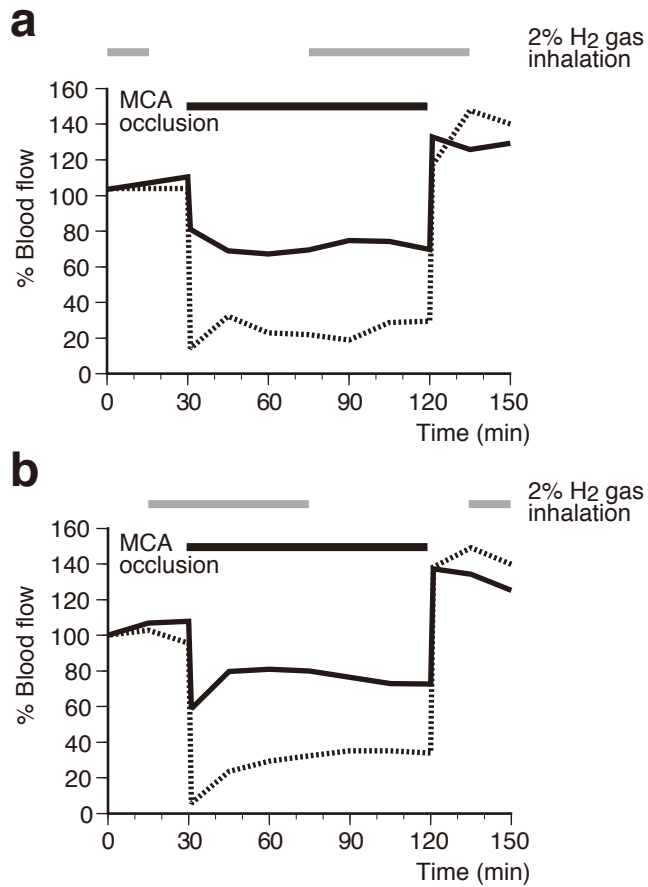 a
2% H2 gas
inhalation
MCA
occlusion
% Blood flow
160
140
120
100
80
60
40
20
0
0 30 60 90 120 150
Time (min)
b
2% H2 gas
inhalation
MCA
occlusion
% Blood flow
160
140
120
100
80
60
40
20
0
0 30 60 90 120 150
Time (min)